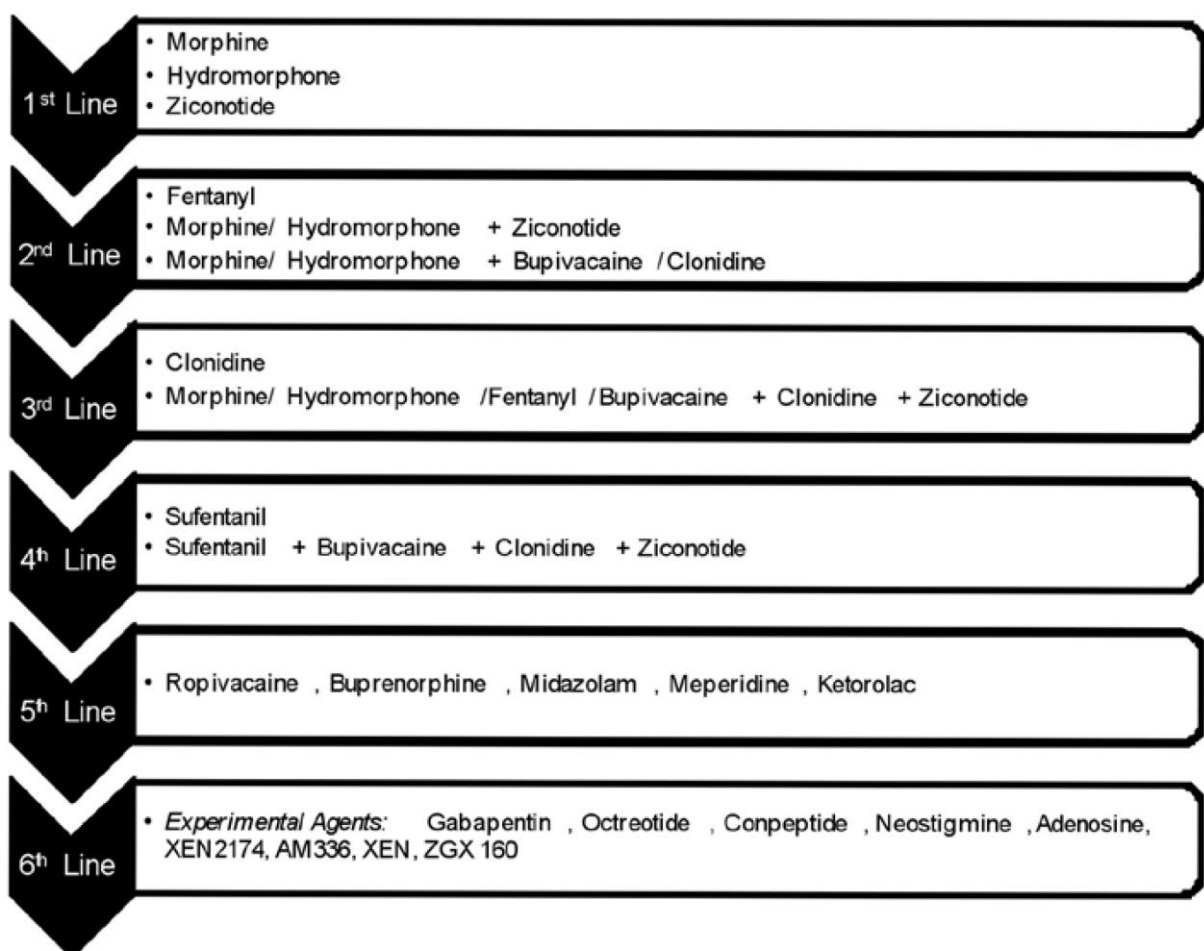 1st Line
• Morphine
• Hydromorphone
• Ziconotide
2nd Line
• Fentanyl
• Morphine/ Hydromorphone + Ziconotide
• Morphine/ Hydromorphone + Bupivacaine /Clonidine
3rd Line
• Clonidine
• Morphine/ Hydromorphone /Fentanyl /Bupivacaine + Clonidine + Ziconotide
4th Line
• Sufentanil
• Sufentanil + Bupivacaine + Clonidine + Ziconotide
5th Line
• Ropivacaine , Buprenorphine , Midazolam , Meperidine , Ketorolac
6th Line
• Experimental Agents: Gabapentin , Octreotide , Conpeptide , Neostigmine , Adenosine,
XEN2174, AM336, XEN, ZGX 160